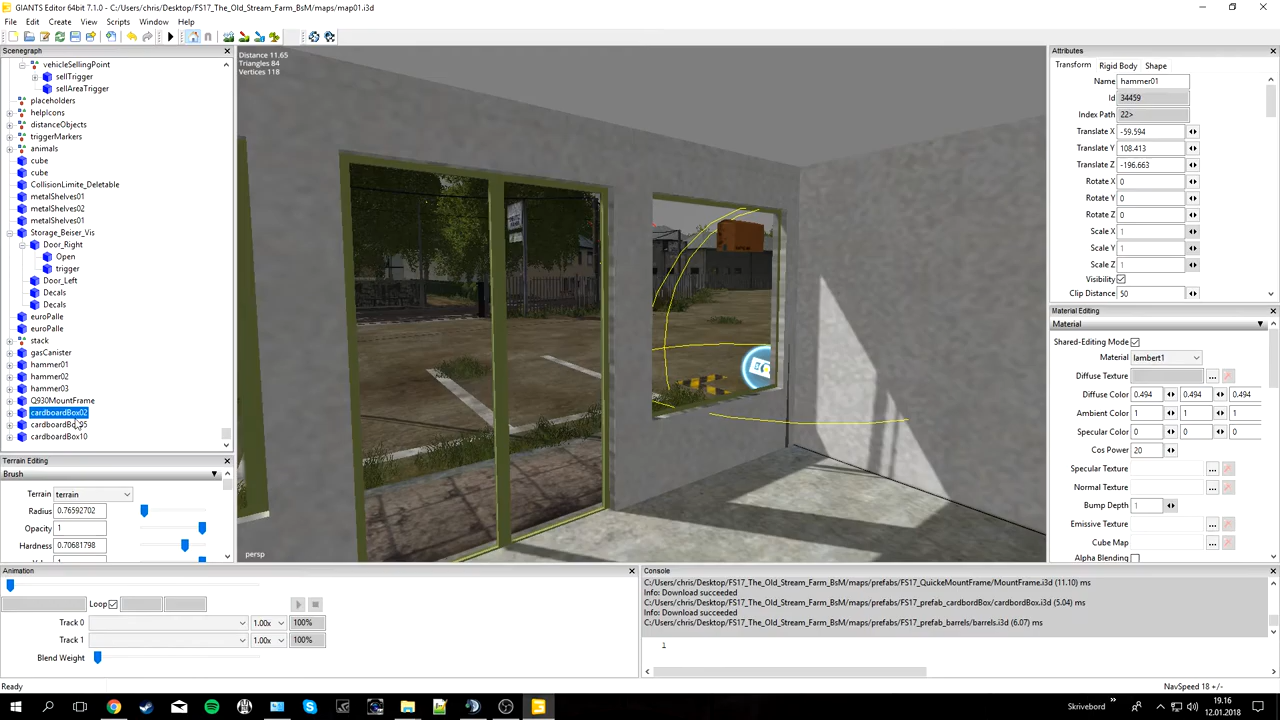 GIANTS Editor 64bit - C:/Users/chris/Desktop/FS17_The_Old_Stream_Farm_BsM/maps/map01.i3d
File Edit Create View Scripts Window Help
Scenegraph
vehicleSellingPoint
sellTrigger
sellAreaTrigger
placeholders
helpIcons
distanceObjects
triggerMarkers
animals
cube
cube
CollisionLimite_Deletable
metalShelves01
metalShelves02
metalShelves01
Storage_Beiser_Vis
Door_Right
Open
trigger
Door_Left
Decals
Decals
euroPalle
euroPalle
stack
gasCanister
hammer01
hammer02
hammer03
Q930MountFrame
cardboardBox02
cardboardBo 05
cardboardBox10
Terrain Editing
Brush
Terrain terrain
Radius 0.76592702
Opacity 1
Hardness 0.70681798
Distance 11.65
Triangles 84
Vertices 118
persp
Attributes
Transform Rigid Body Shape
Name hammer01
Id 34459
Index Path 22>
Translate X -59.594
Translate Y 108.413
Translate Z -196.663
Rotate X 0
Rotate Y 0
Rotate Z 0
Scale X 1
Scale Y 1
Scale Z 1
Visibility
Clip Distance 50
Material Editing
Material
Shared-Editing Mode
Material lambert1
Diffuse Texture ...
Diffuse Color 0.494 0.494 0.494
Ambient Color 1 1 1
Specular Color 0 0 0
Cos Power 20
Specular Texture ...
Normal Texture ...
Bump Depth 1
Emissive Texture ...
Cube Map ...
Alpha Blending
Animation
Loop
Track 0 1.00x 100%
Track 1 1.00x 100%
Blend Weight
Console
C:/Users/chris/Desktop/FS17_The_Old_Stream_Farm_BsM/maps/prefabs/FS17_QuickeMountFrame/MountFrame.i3d (11.10) ms
Info: Download succeeded
C:/Users/chris/Desktop/FS17_The_Old_Stream_Farm_BsM/maps/prefabs/FS17_prefab_cardbordBox/cardbordBox.i3d (5.04) ms
Info: Download succeeded
C:/Users/chris/Desktop/FS17_The_Old_Stream_Farm_BsM/maps/prefabs/FS17_prefab_barrels/barrels.i3d (6.07) ms
1
Ready
NavSpeed 18 +/-
Skrivebord
19.16
12.01.2018